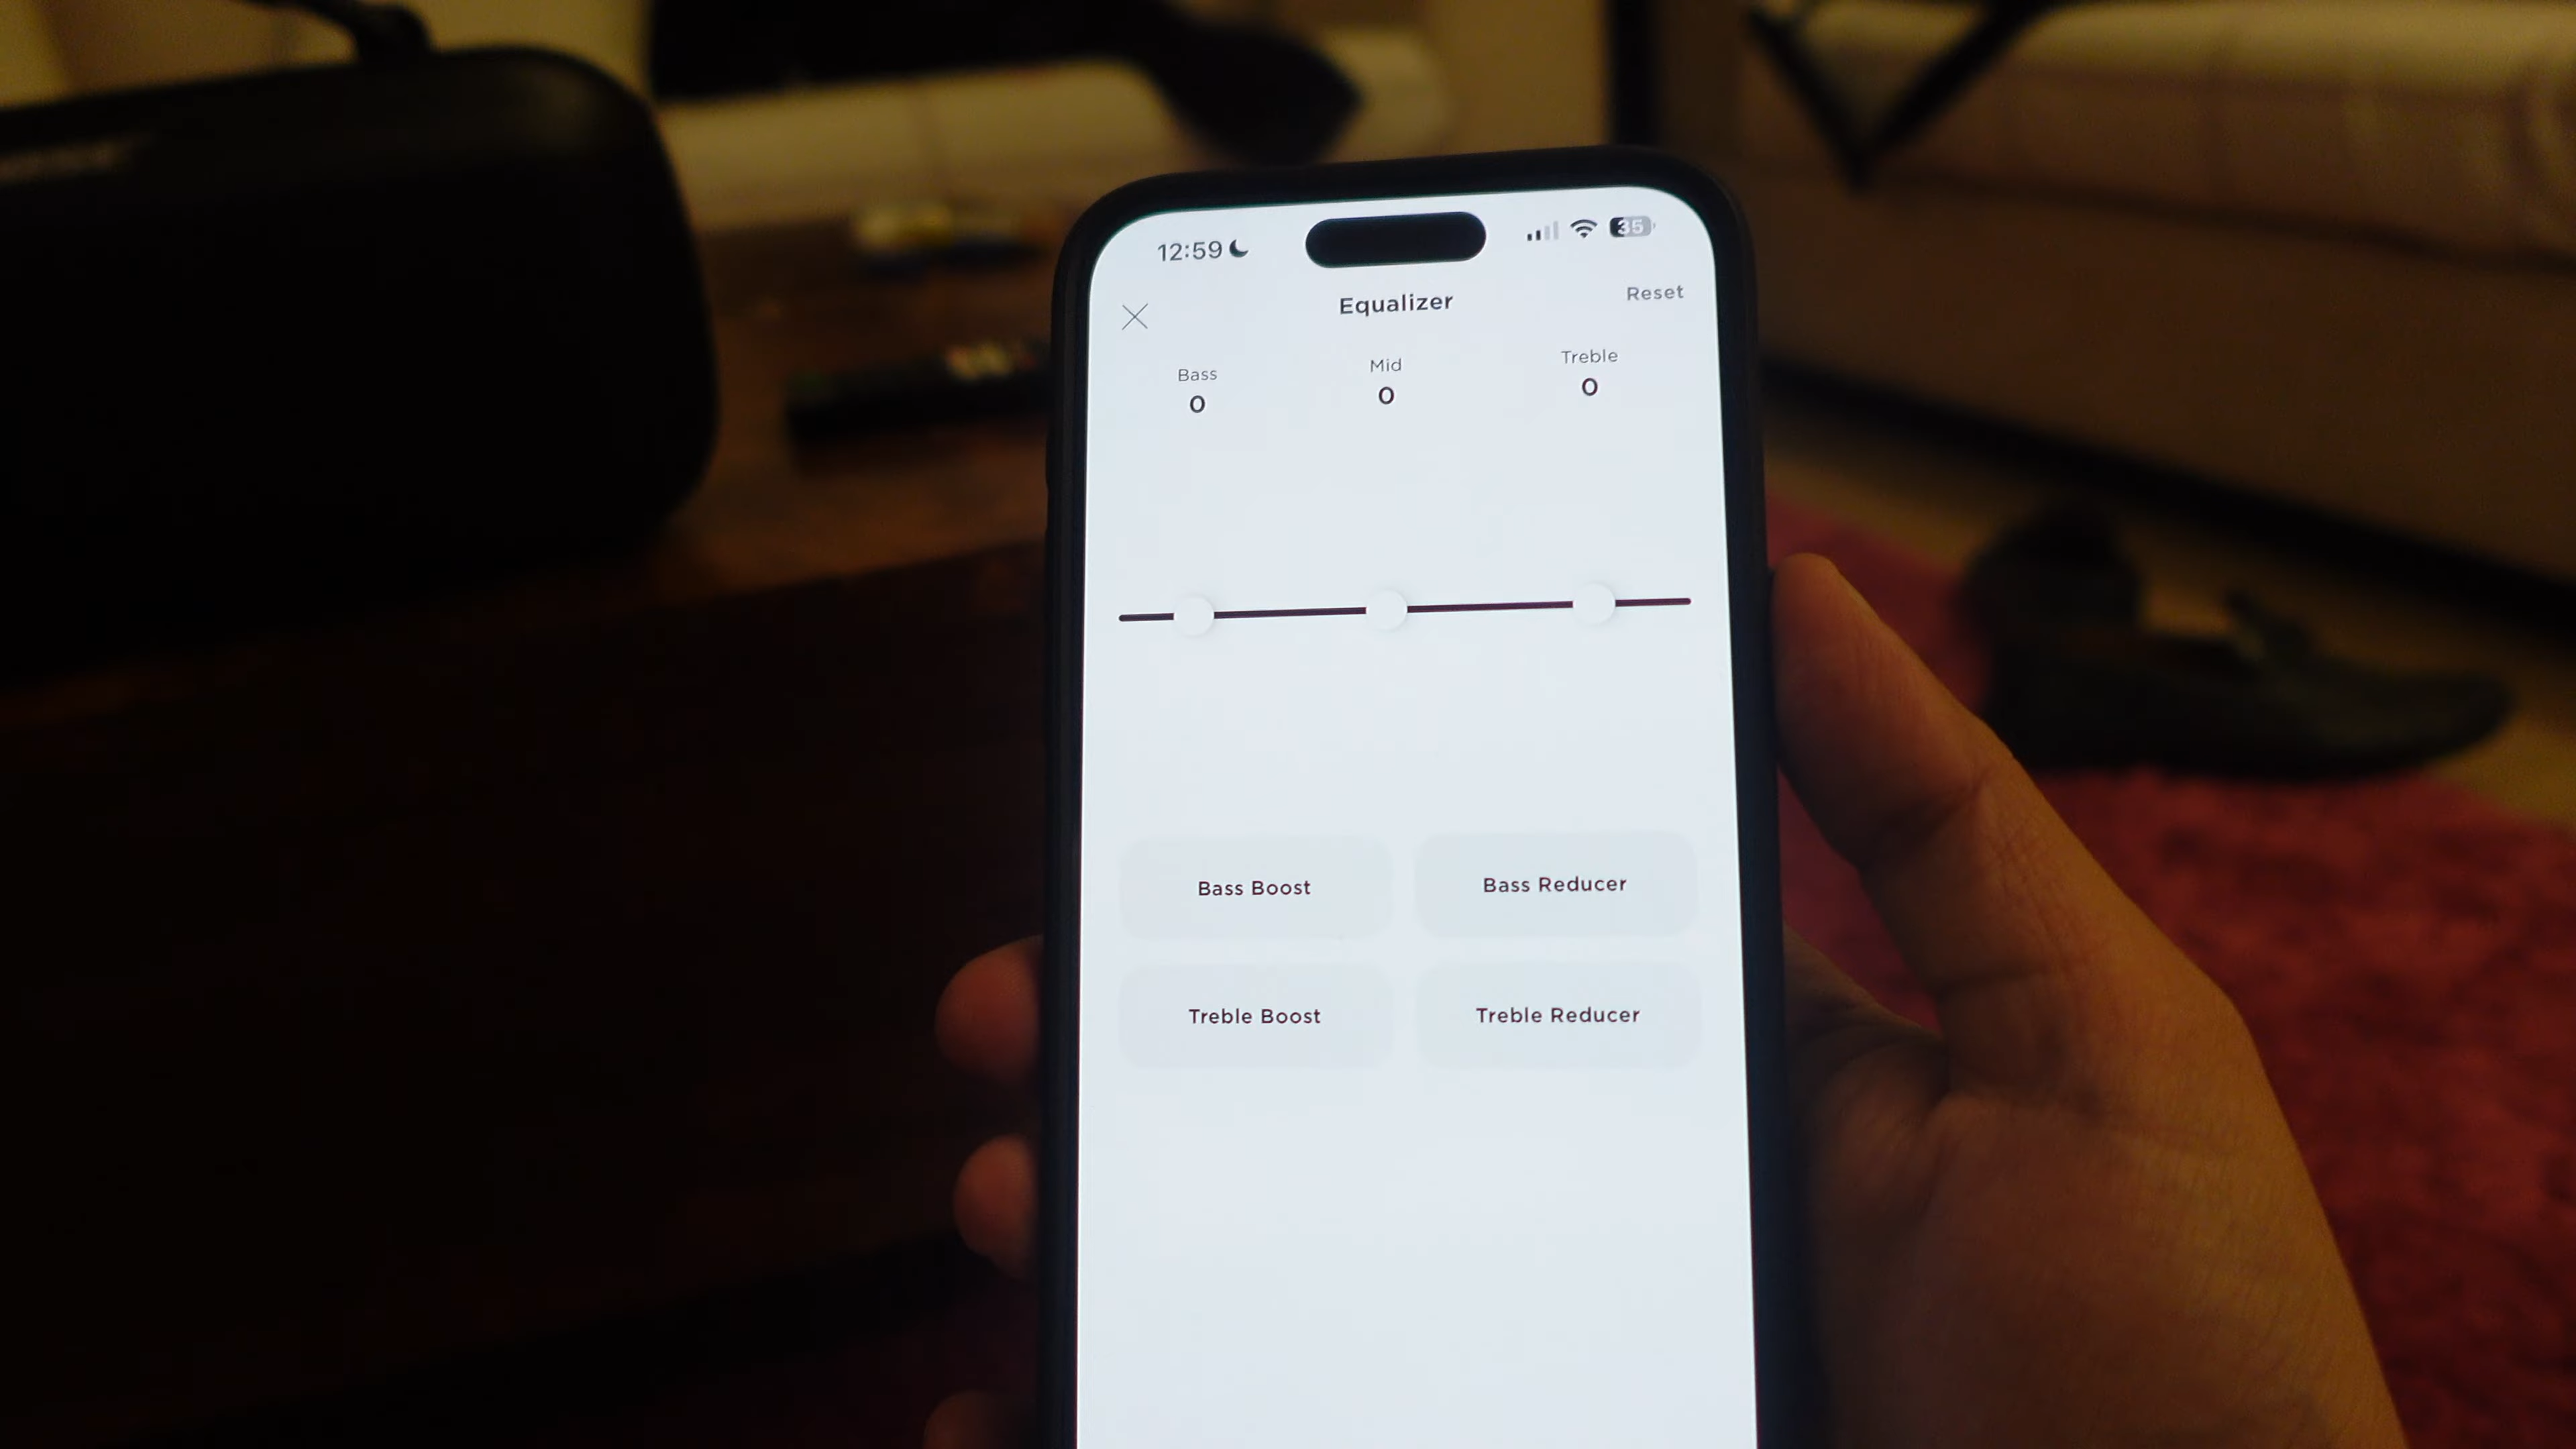 12:59
35
Equalizer
Reset
Bass
Mid
Treble
0
0
0
Bass Boost
Bass Reducer
Treble Boost
Treble Reducer